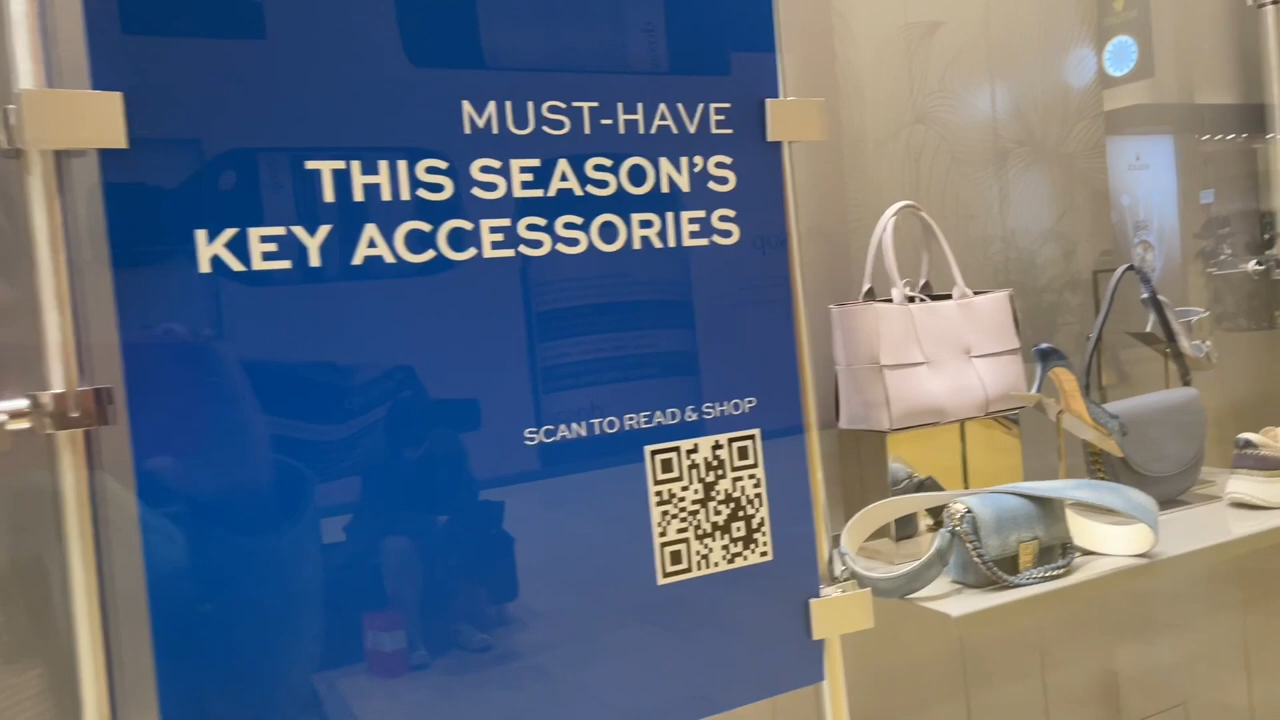 MUST-HAVE
THIS SEASON'S
KEY ACCESSORIES
SCAN TO READ & SHOP